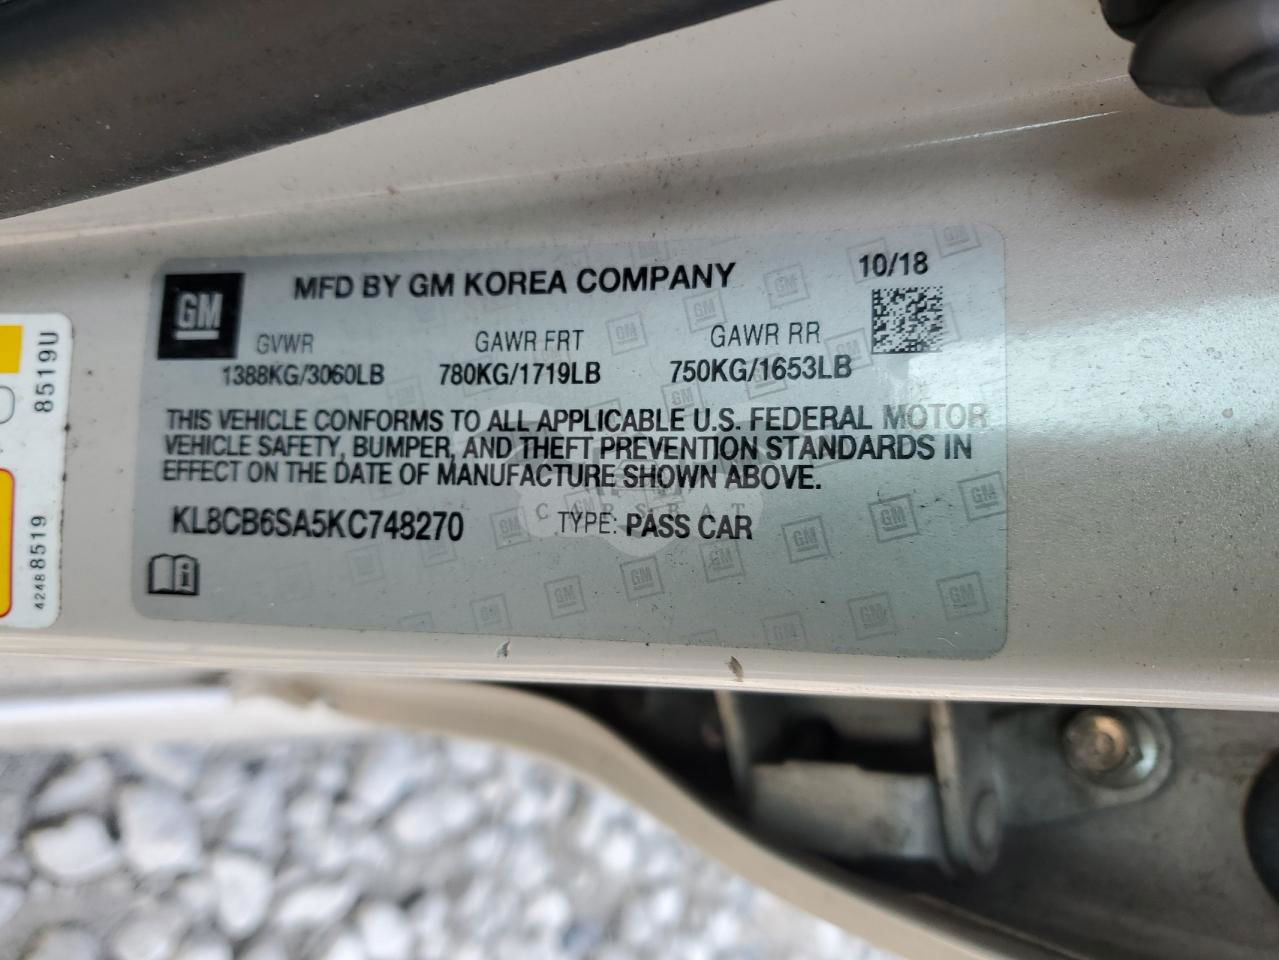 GM
MFD BY GM KOREA COMPANY
10/18
GVWR GAWR FRT GAWR RR
1388KG/3060LB 780KG/1719LB 750KG/1653LB
THIS VEHICLE CONFORMS TO ALL APPLICABLE U.S. FEDERAL MOTOR
VEHICLE SAFETY, BUMPER, AND THEFT PREVENTION STANDARDS IN
EFFECT ON THE DATE OF MANUFACTURE SHOWN ABOVE.
KL8CB6SA5KC748270 TYPE: PASS CAR
CARSBAT
8519U
42488519